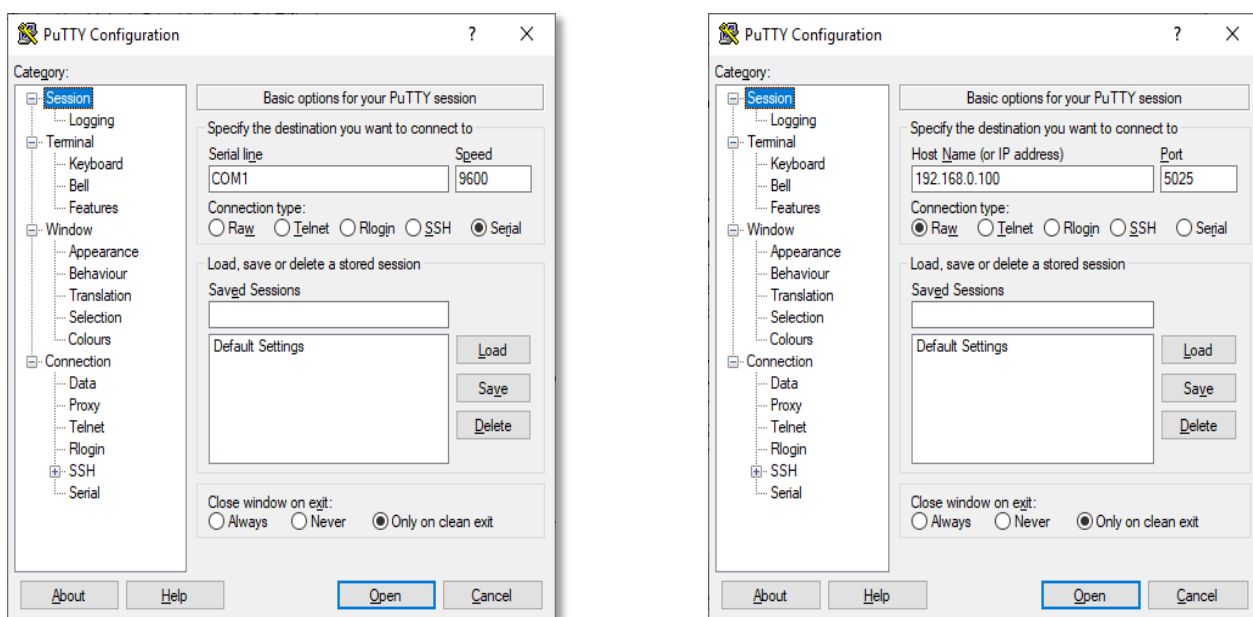 PuTTY Configuration
? X
Category:
Session
Logging
Terminal
Keyboard
Bell
Features
Window
Appearance
Behaviour
Translation
Selection
Colours
Connection
Data
Proxy
Telnet
Rlogin
SSH
Serial
Basic options for your PuTTY session
Specify the destination you want to connect to
Serial line Speed
COM1 9600
Connection type:
Raw Telnet Rlogin SSH Serial
Load, save or delete a stored session
Saved Sessions
Default Settings
Load
Save
Delete
Close window on exit:
Always Never Only on clean exit
About Help Open Cancel
PuTTY Configuration
? X
Category:
Session
Logging
Terminal
Keyboard
Bell
Features
Window
Appearance
Behaviour
Translation
Selection
Colours
Connection
Data
Proxy
Telnet
Rlogin
SSH
Serial
Basic options for your PuTTY session
Specify the destination you want to connect to
Host Name (or IP address) Port
192.168.0.100 5025
Connection type:
Raw Telnet Rlogin SSH Serial
Load, save or delete a stored session
Saved Sessions
Default Settings
Load
Save
Delete
Close window on exit:
Always Never Only on clean exit
About Help Open Cancel